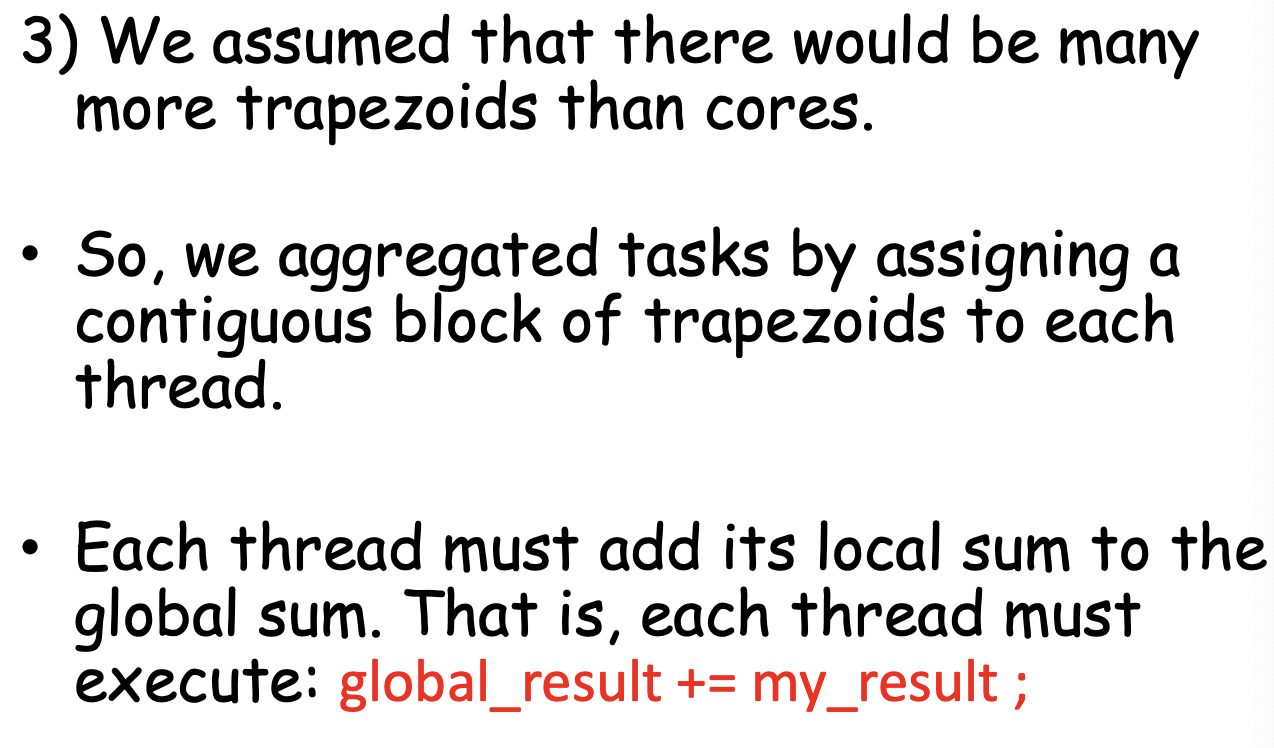 3) We assumed that there would be many
more trapezoids than cores.
• So, we aggregated tasks by assigning a
contiguous block of trapezoids to each
thread.
• Each thread must add its local sum to the
global sum. That is, each thread must
execute: global_result += my_result ;